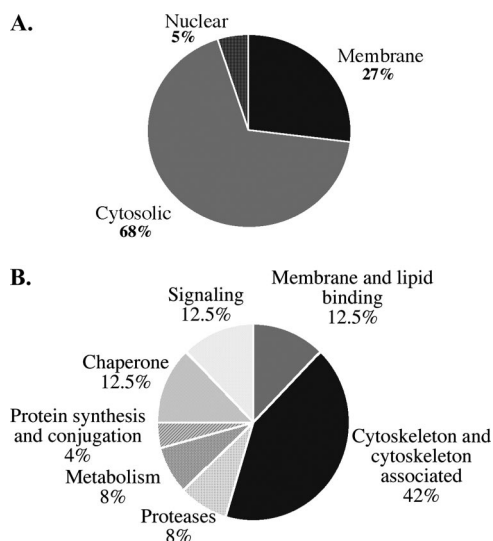 A.
Nuclear
5%
Membrane
27%
Cytosolic
68%
B.
Signaling
12.5%
Membrane and lipid
binding
12.5%
Chaperone
12.5%
Protein synthesis
and conjugation
4%
Cytoskeleton and
cytoskeleton
associated
42%
Metabolism
8%
Proteases
8%